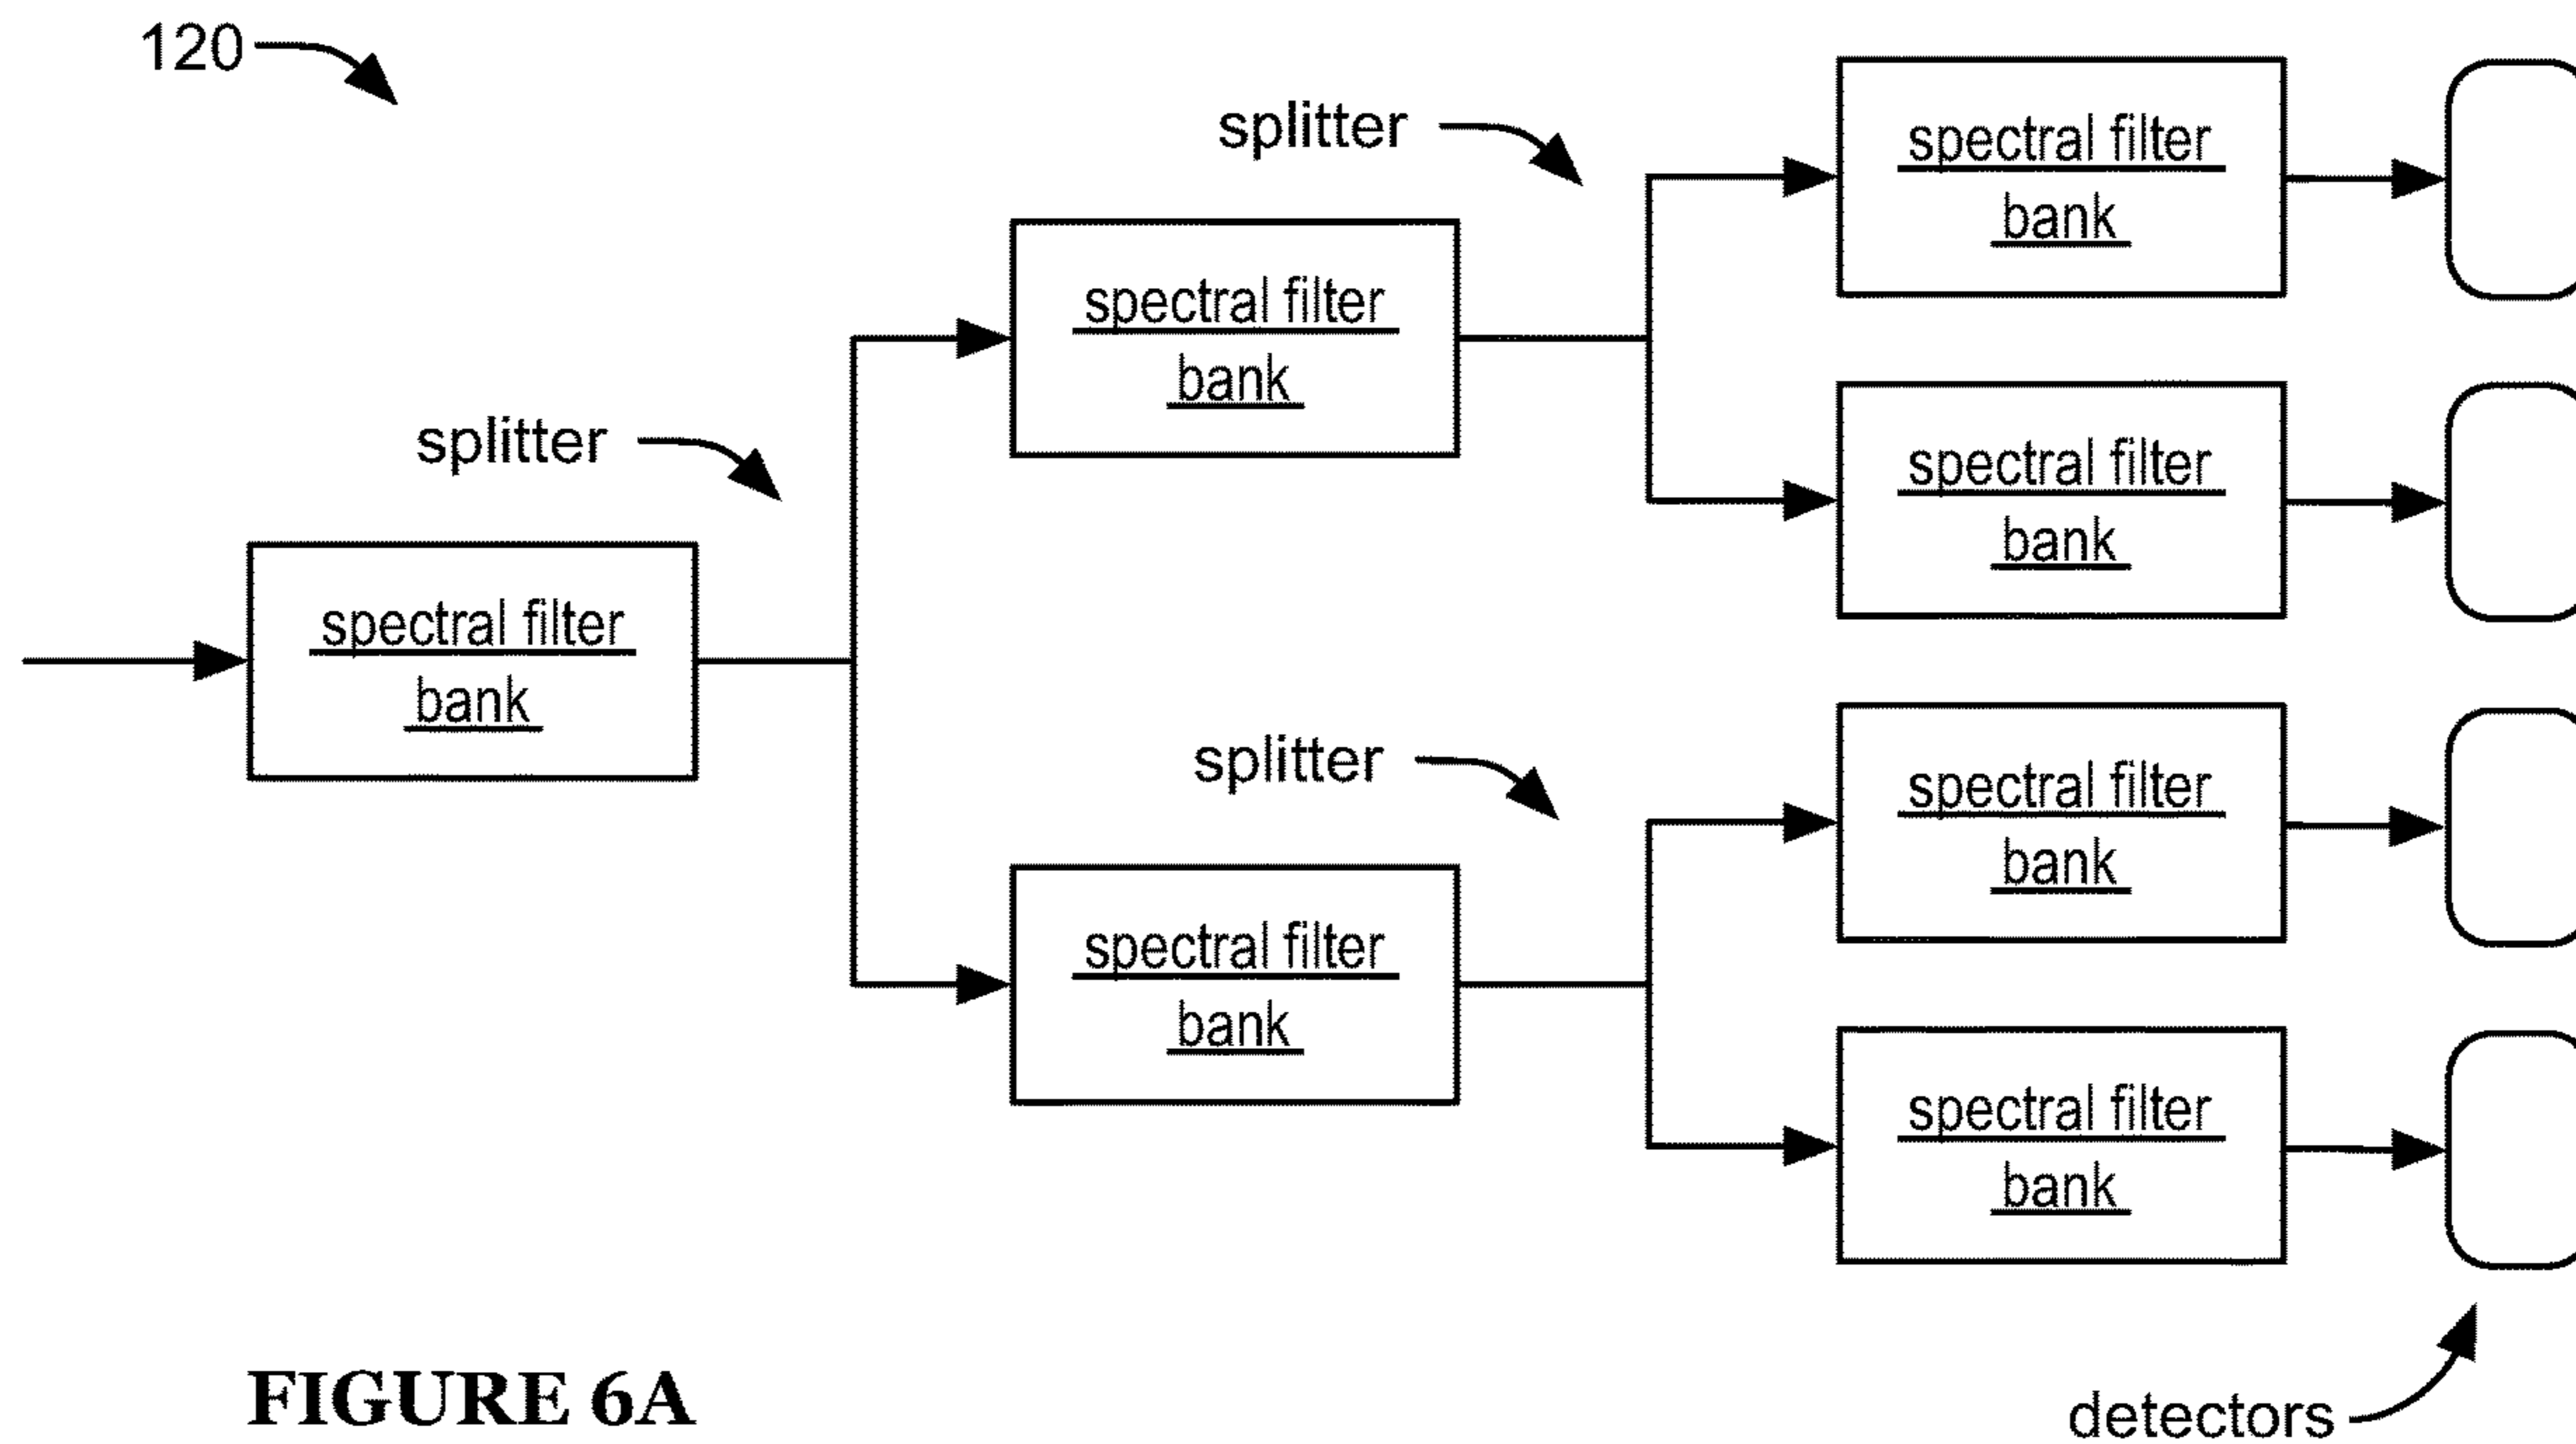 120
splitter
spectral filter
bank
spectral filter
bank
splitter
spectral filter
bank
spectral filter
bank
splitter
spectral filter
bank
spectral filter
bank
spectral filter
bank
FIGURE 6A
detectors